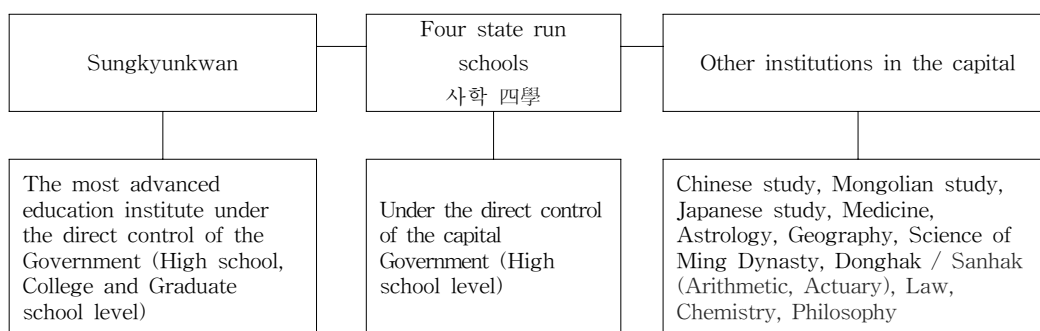 Sungkyunkwan
Four state run
schools
사학 四學
Other institutions in the capital
The most advanced
education institute under
the direct control of the
Government (High school,
College and Graduate
school level)
Under the direct control
of the capital
Government (High
school level)
Chinese study, Mongolian study,
Japanese study, Medicine,
Astrology, Geography, Science of
Ming Dynasty, Donghak / Sanhak
(Arithmetic, Actuary), Law,
Chemistry, Philosophy